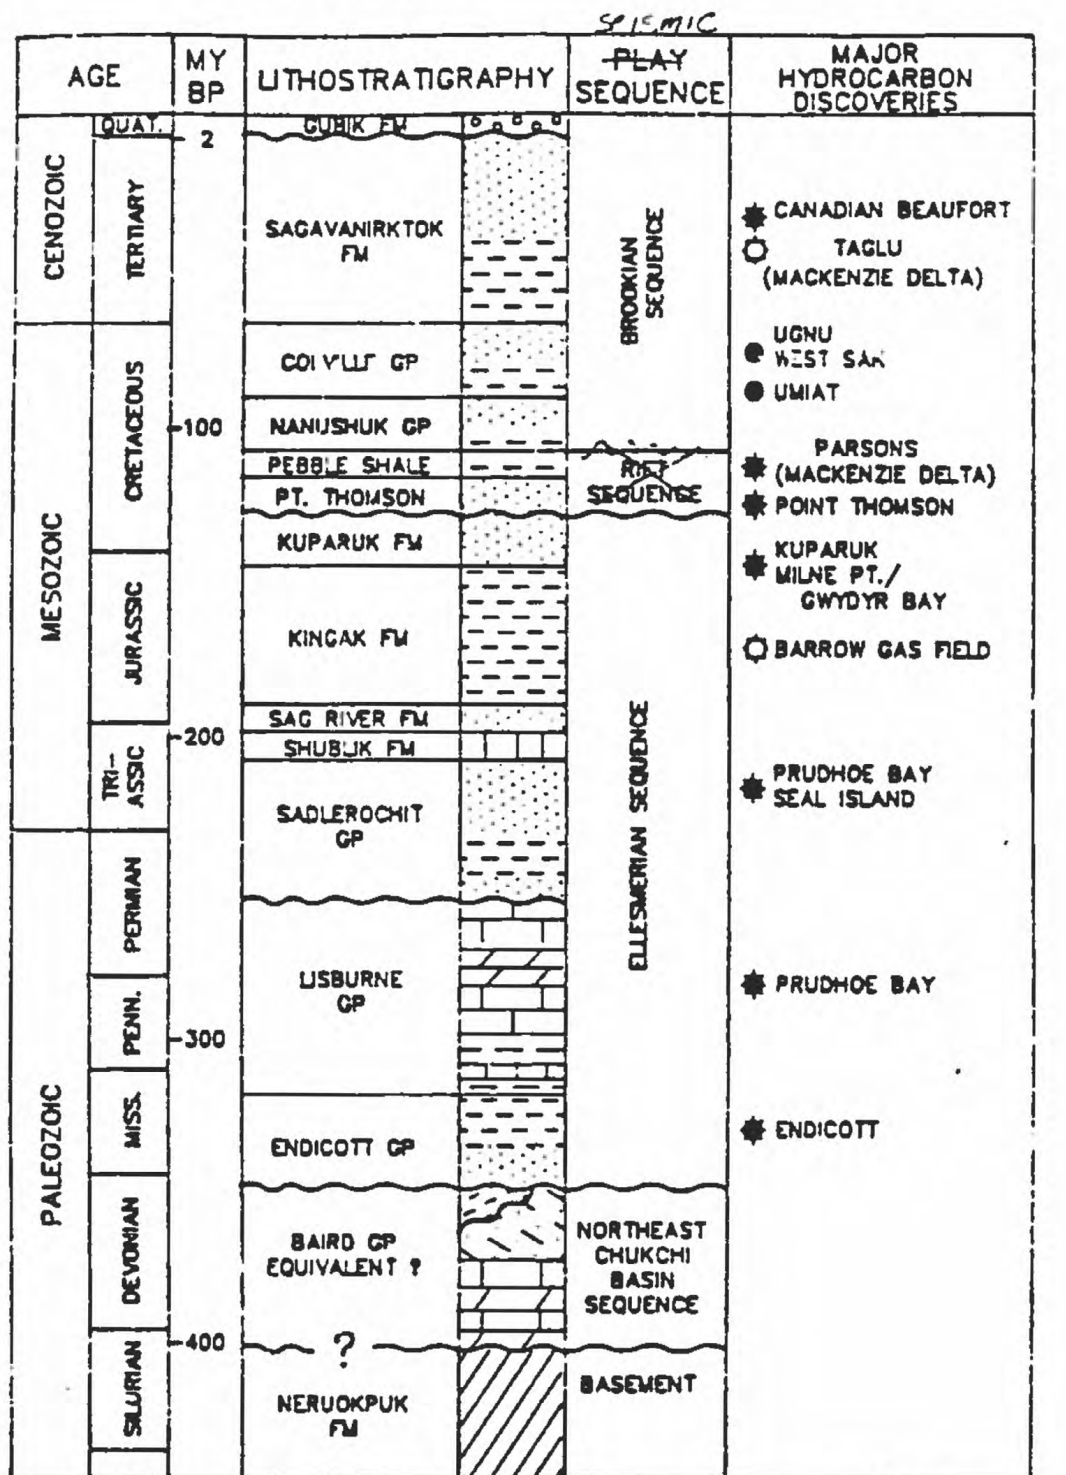 SEISMIC
AGE
MY
BP
LITHOSTRATIGRAPHY
PLAY
SEQUENCE
MAJOR
HYDROCARBON
DISCOVERIES
CENOZOIC
QUAT.
TERTIARY
MESOZOIC
CRETACEOUS
JURASSIC
TRI-
ASSIC
PALEOZOIC
PERMIAN
PENN.
MISS.
DEVONIAN
SILURIAN
2
100
200
300
400
GUBIK FM
SAGAVANIRKTOK
FM
COLVILLE GP
NANUSHUK GP
PEBBLE SHALE
PT. THOMSON
KUPARUK FM
KINGAK FM
SAG RIVER FM
SHUBLIK FM
SADLEROCHIT
GP
LISBURNE
GP
ENDICOTT GP
BAIRD GP
EQUIVALENT ?
?
NERUOKPUK
FM
BROOKIAN
SEQUENCE
RIFT
SEQUENCE
ELLESMERIAN SEQUENCE
NORTHEAST
CHUKCHI
BASIN
SEQUENCE
BASEMENT
CANADIAN BEAUFORT
TAGLU
(MACKENZIE DELTA)
UGNU
WEST SAK
UMIAT
PARSONS
(MACKENZIE DELTA)
POINT THOMSON
KUPARUK
MILNE PT./
GWYDYR BAY
BARROW GAS FIELD
PRUDHOE BAY
SEAL ISLAND
PRUDHOE BAY
ENDICOTT